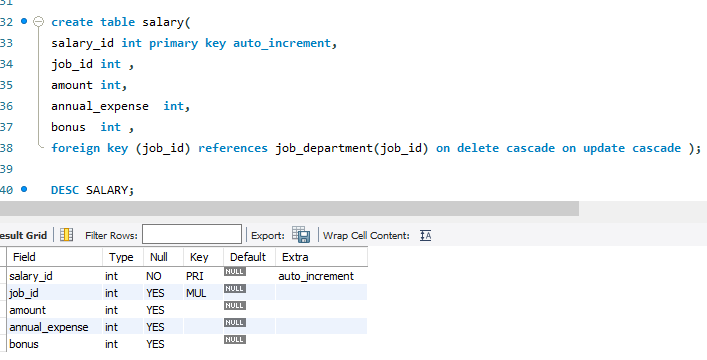 31
32 create table salary(
33 salary_id int primary key auto_increment,
34 job_id int ,
35 amount int,
36 annual_expense  int,
37 bonus  int ,
38 foreign key (job_id) references job_department(job_id) on delete cascade on update cascade );
39
40 DESC SALARY;
esult Grid Filter Rows: Export: Wrap Cell Content: IA
Field Type Null Key Default Extra
salary_id int NO PRI NULL auto_increment
job_id int YES MUL NULL
amount int YES NULL
annual_expense int YES NULL
bonus int YES NULL